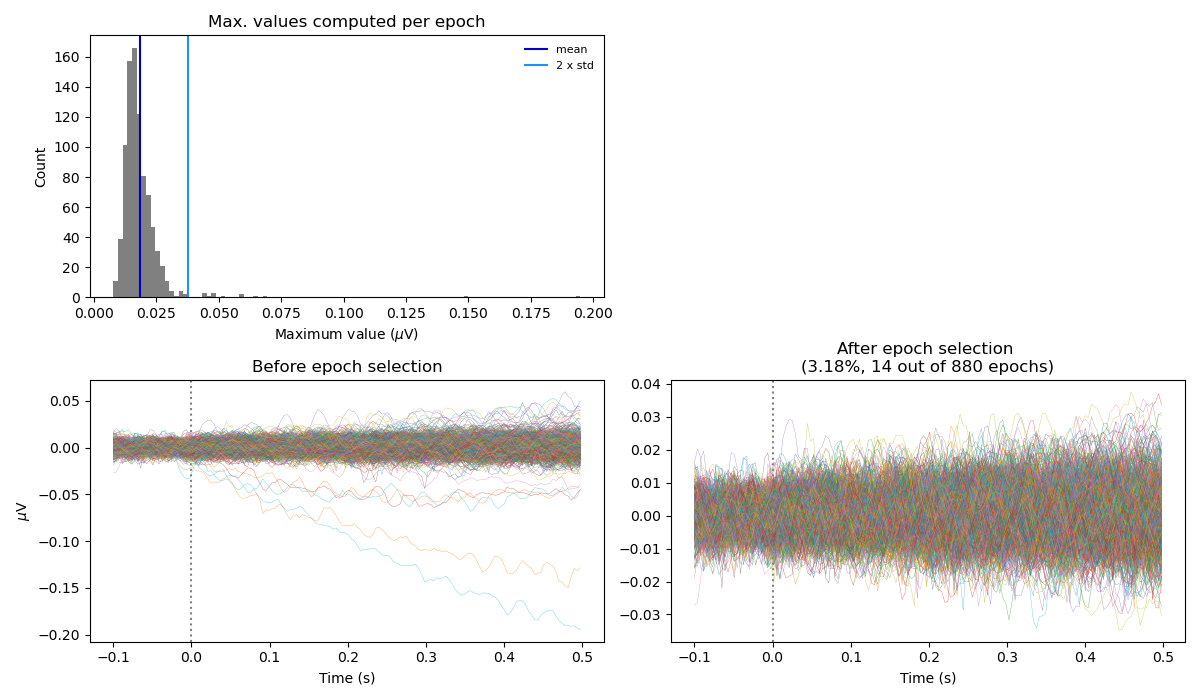 Max. values computed per epoch
mean
2 x std
160
140
120
100
80
60
40
20
0
Count
0.000 0.025 0.050 0.075 0.100 0.125 0.150 0.175 0.200
Maximum value (μV)
Before epoch selection
0.05
0.00
−0.05
−0.10
−0.15
−0.20
μV
−0.1 0.0 0.1 0.2 0.3 0.4 0.5
Time (s)
After epoch selection
(3.18%, 14 out of 880 epochs)
0.04
0.03
0.02
0.01
0.00
−0.01
−0.02
−0.03
−0.1 0.0 0.1 0.2 0.3 0.4 0.5
Time (s)